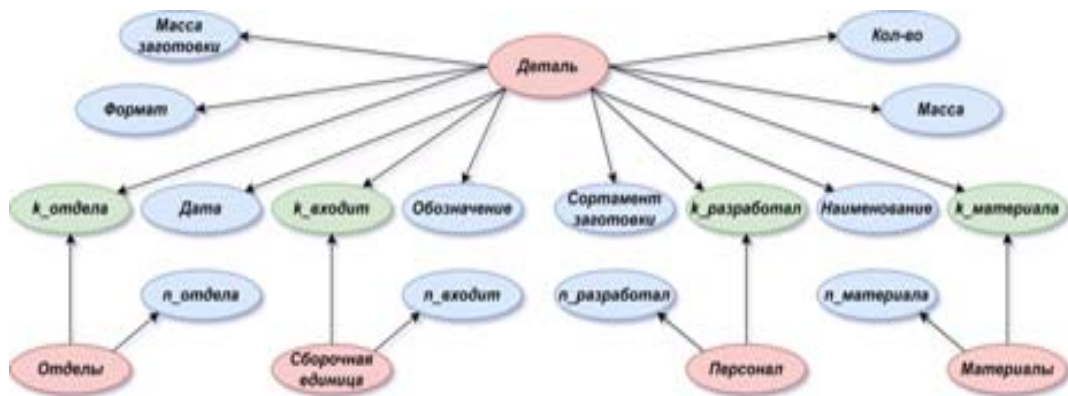 Масса
заготовки
Деталь
Кол-во
Формат
Масса
k_отдела
Дата
k_входит
Обозначение
Сортамент
заготовки
k_разработал
Наименование
k_материала
n_отдела
n_входит
n_разработал
n_материала
Отделы
Сборочная
единица
Персонал
Материалы